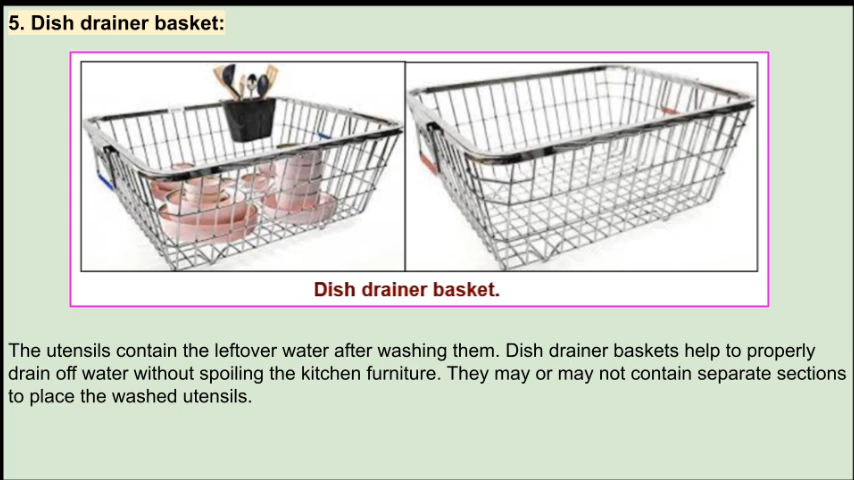 5. Dish drainer basket:
Dish drainer basket.
The utensils contain the leftover water after washing them. Dish drainer baskets help to properly
drain off water without spoiling the kitchen furniture. They may or may not contain separate sections
to place the washed utensils.